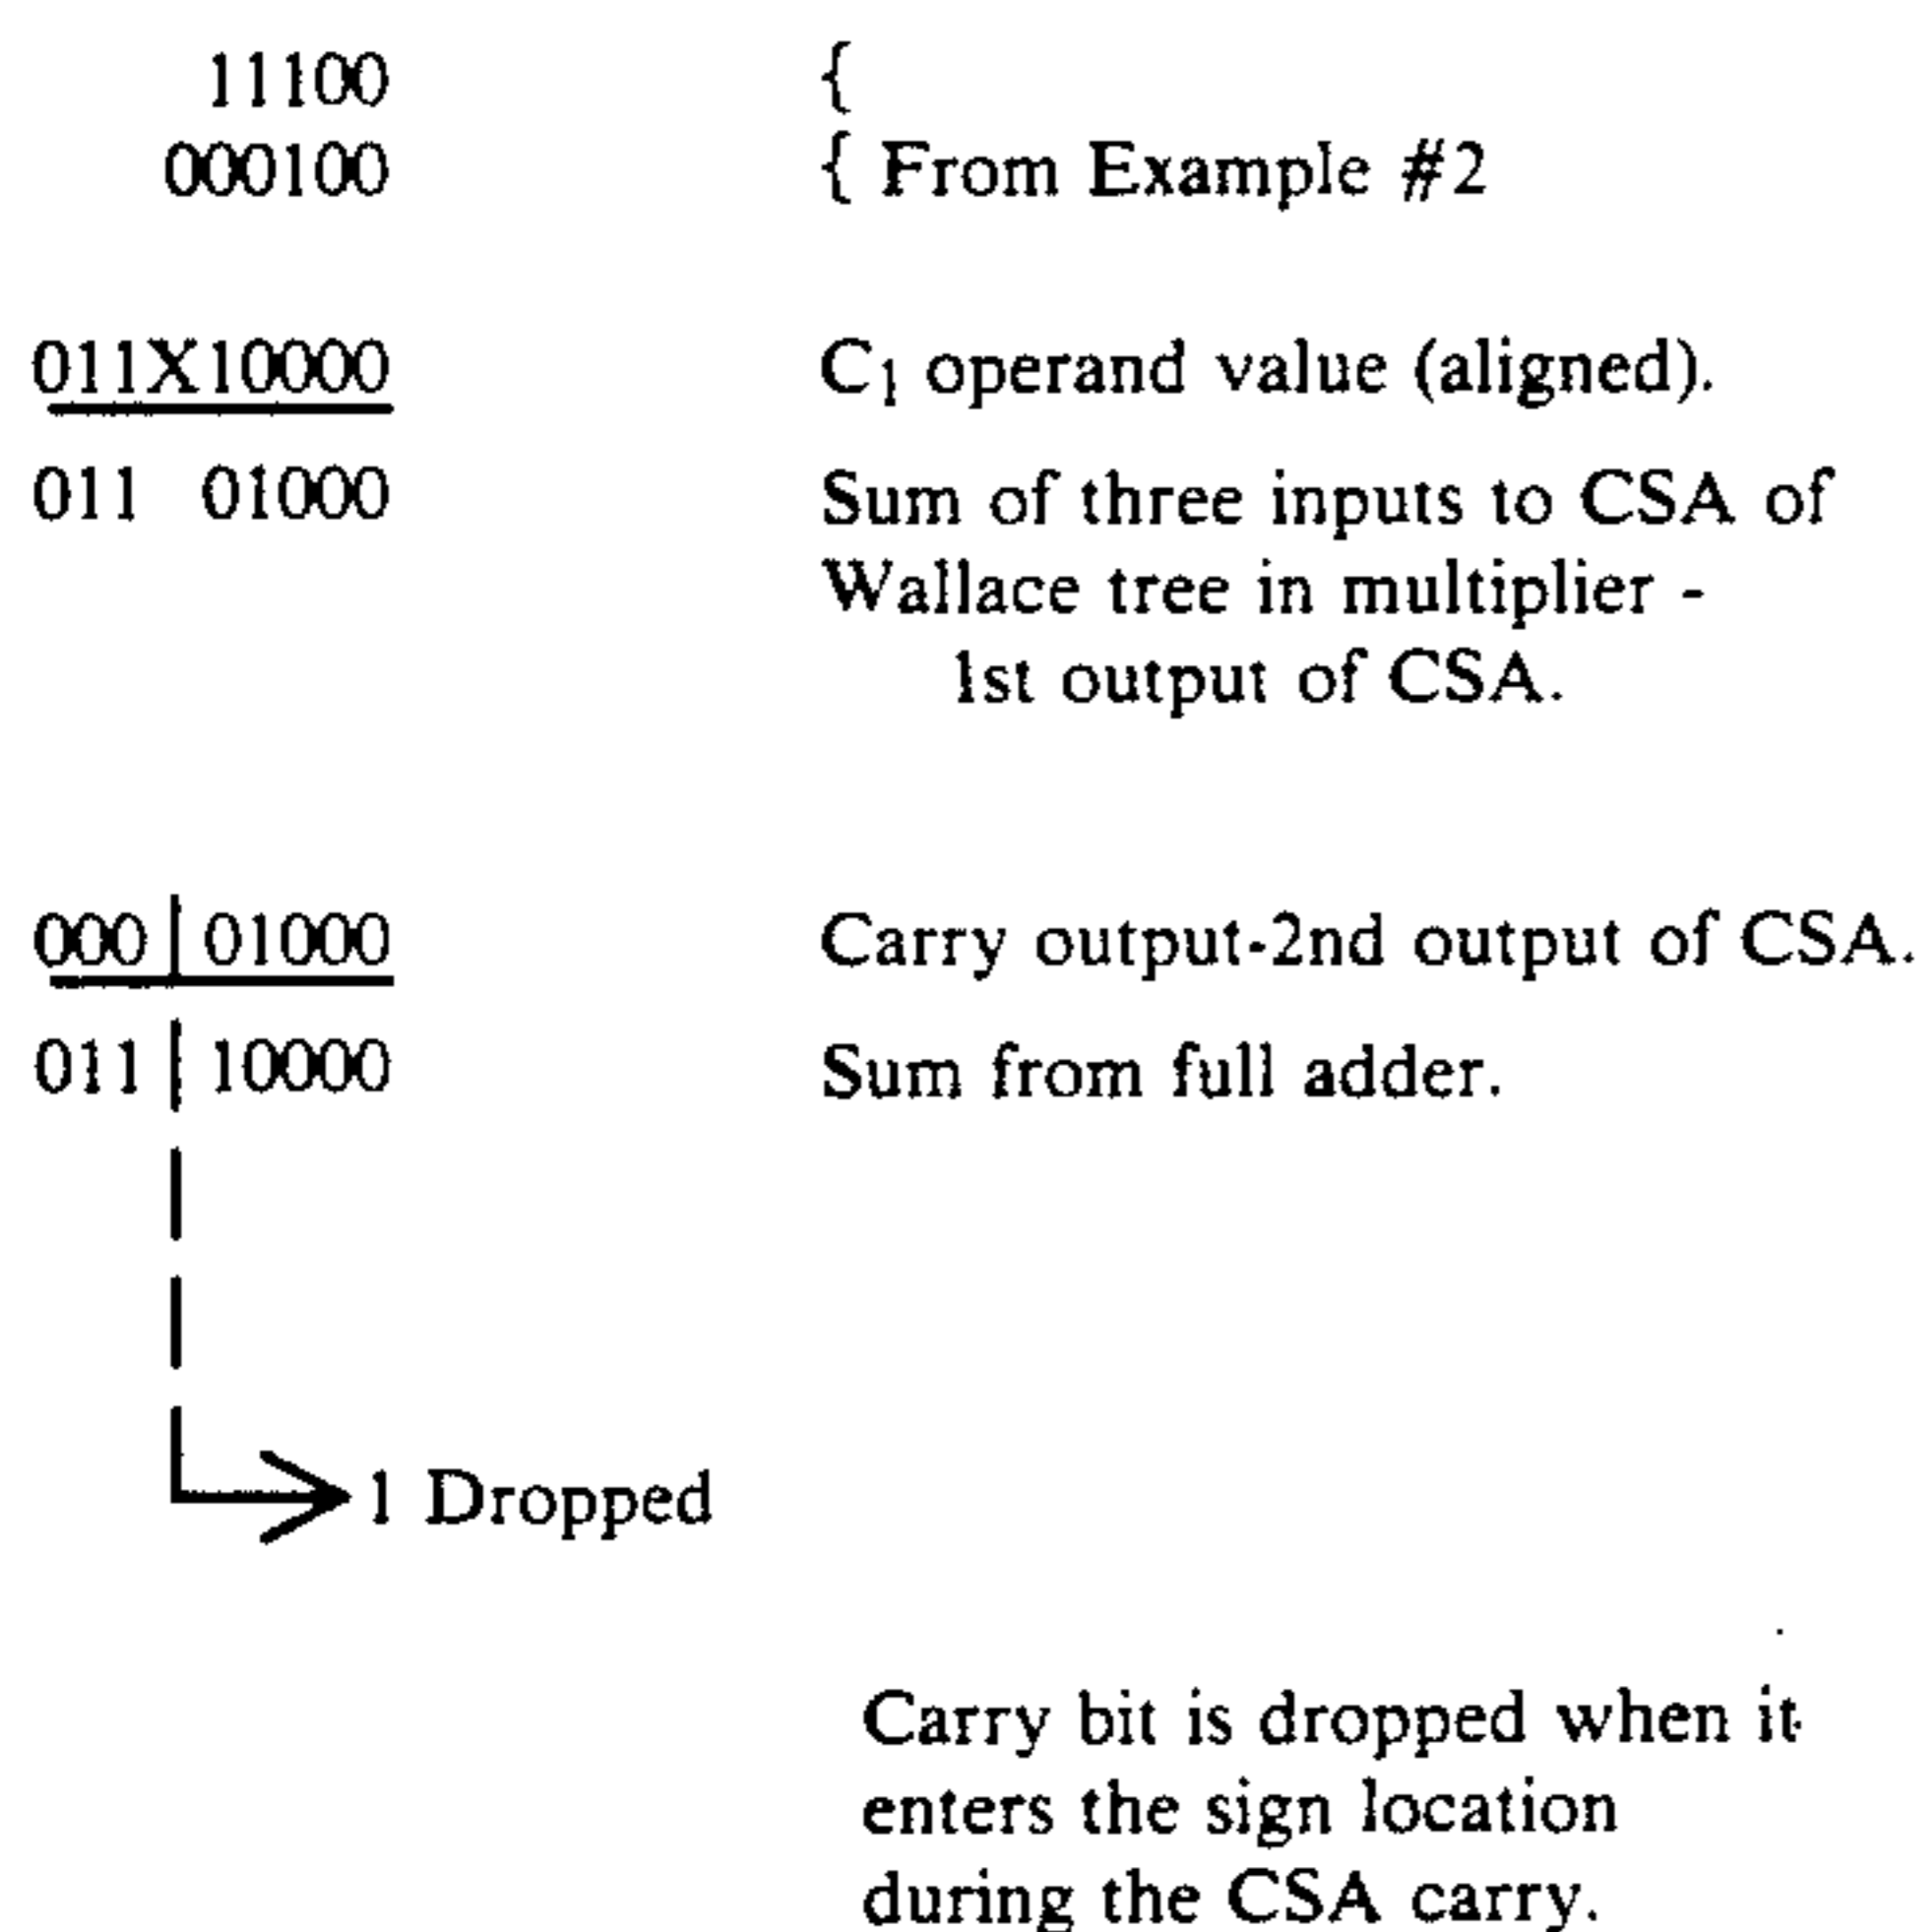 11100 {
000100 { From Example #2
011X10000 C1 operand value (aligned).
011 01000 Sum of three inputs to CSA of
Wallace tree in multiplier -
1st output of CSA.
000 | 01000 Carry output-2nd output of CSA.
011 | 10000 Sum from full adder.
1 Dropped
Carry bit is dropped when it
enters the sign location
during the CSA carry.